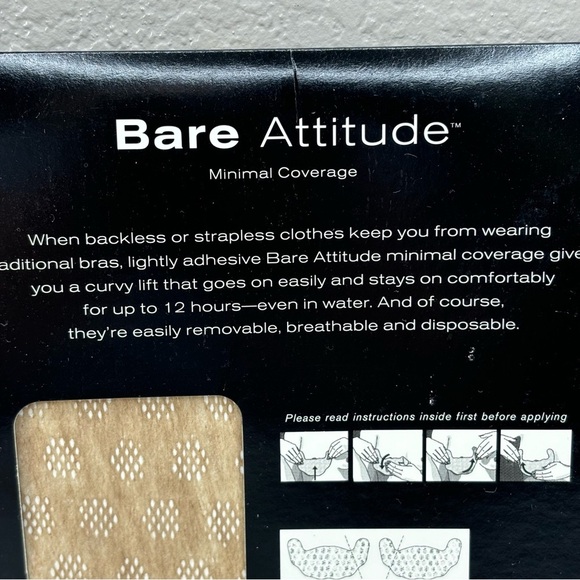 Bare Attitude™
Minimal Coverage
When backless or strapless clothes keep you from wearing
aditional bras, lightly adhesive Bare Attitude minimal coverage give
you a curvy lift that goes on easily and stays on comfortably
for up to 12 hours—even in water. And of course,
they're easily removable, breathable and disposable.
Please read instructions inside first before applying